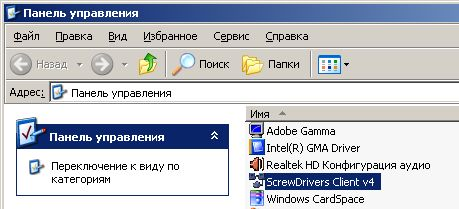 Панель управления
Файл Правка Вид Избранное Сервис Справка
Назад Поиск Папки
Адрес: Панель управления
Панель управления
Переключение к виду по
категориям
Имя
Adobe Gamma
Intel(R) GMA Driver
Realtek HD Конфигурация аудио
ScrewDrivers Client v4
Windows CardSpace